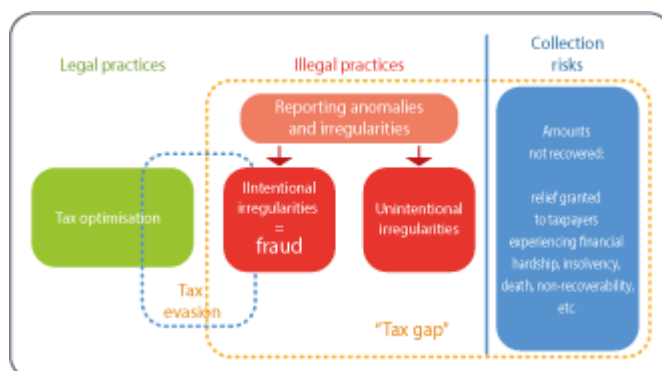 Legal practices
Illegal practices
Collection
risks
Reporting anomalies
and irregularities
Tax optimisation
IIntentional
irregularities
=
fraud
Unintentional
irregularities
Amounts
not recovered:
relief granted
to taxpayers
experiencing financial
hardship, insolvency,
death, non-recoverability,
etc.
Tax
evasion
"Tax gap"